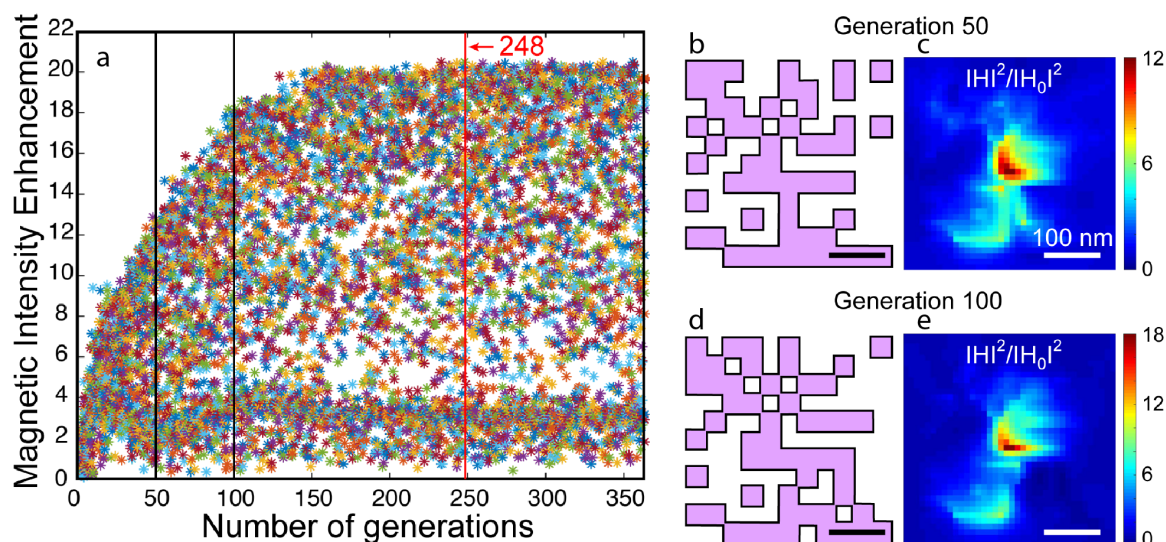 a
Magnetic Intensity Enhancement
22
20
18
16
14
12
10
8
6
4
2
0
← 248
0 50 100 150 200 250 300 350
Number of generations
Generation 50
b
c
|H|²/|H₀|²
100 nm
12
6
0
Generation 100
d
e
|H|²/|H₀|²
18
12
6
0